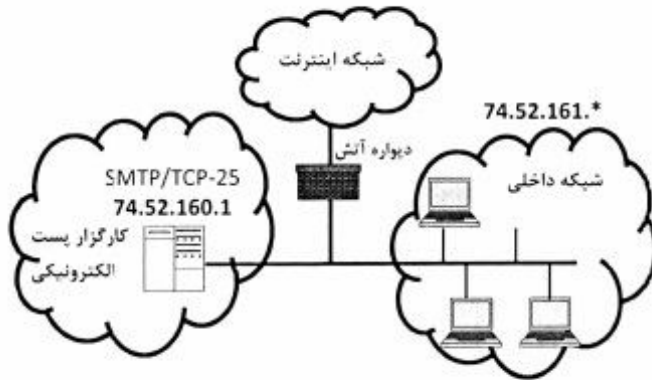 شبکه اینترنت
74.52.161.*
دیواره آتش
شبکه داخلی
SMTP/TCP-25
74.52.160.1
کارگزار پست
الکترونیکی